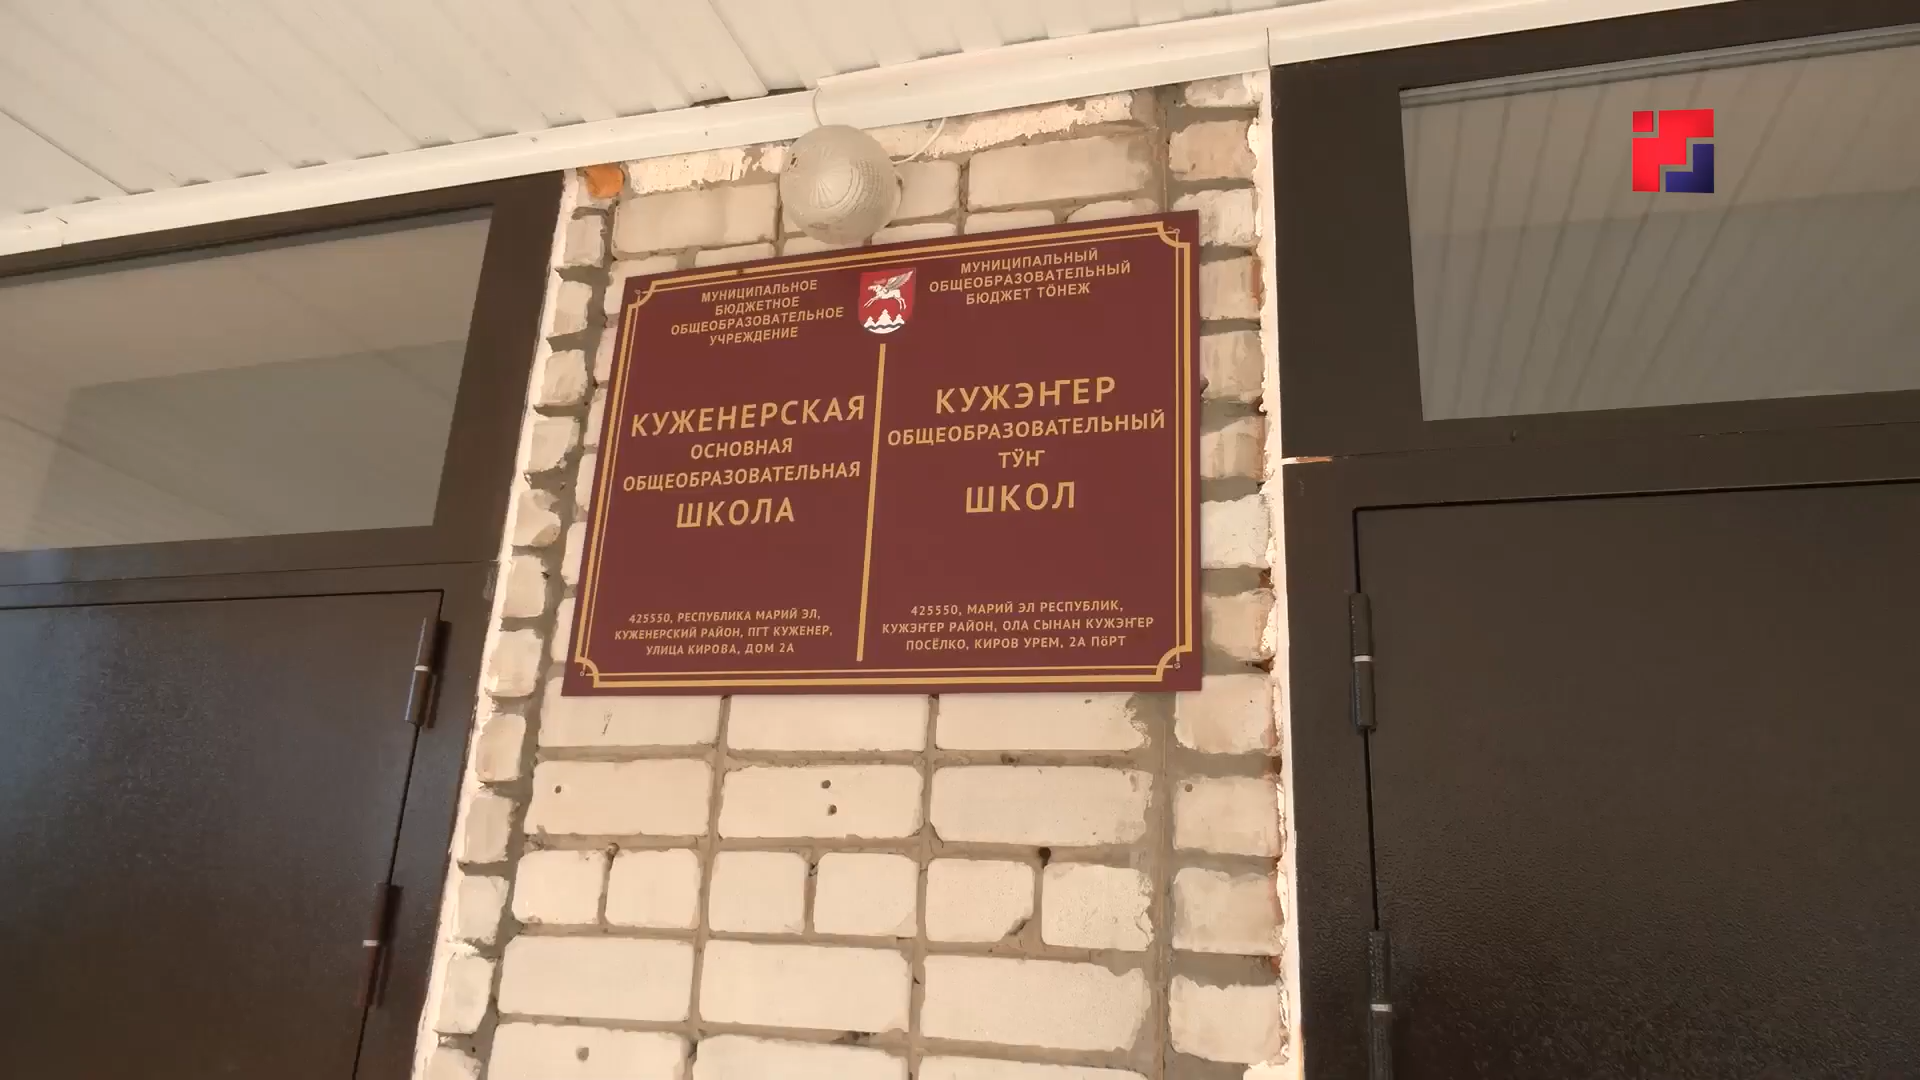 МУНИЦИПАЛЬНОЕ
БЮДЖЕТНОЕ
ОБЩЕОБРАЗОВАТЕЛЬНОЕ
УЧРЕЖДЕНИЕ
КУЖЕНЕРСКАЯ
ОСНОВНАЯ
ОБЩЕОБРАЗОВАТЕЛЬНАЯ
ШКОЛА
425550, РЕСПУБЛИКА МАРИЙ ЭЛ,
КУЖЕНЕРСКИЙ РАЙОН, ПГТ КУЖЕНЕР,
УЛИЦА КИРОВА, ДОМ 2А
МУНИЦИПАЛЬНЫЙ
ОБЩЕОБРАЗОВАТЕЛЬНЫЙ
БЮДЖЕТ ТӦНЕЖ
КУЖЭҤЕР
ОБЩЕОБРАЗОВАТЕЛЬНЫЙ
ТӰҤ
ШКОЛ
425550, МАРИЙ ЭЛ РЕСПУБЛИК,
КУЖЭҤЕР РАЙОН, ОЛА СЫНАН КУЖЭҤЕР
ПОСЁЛКО, КИРОВ УРЕМ, 2А ПӧРТ